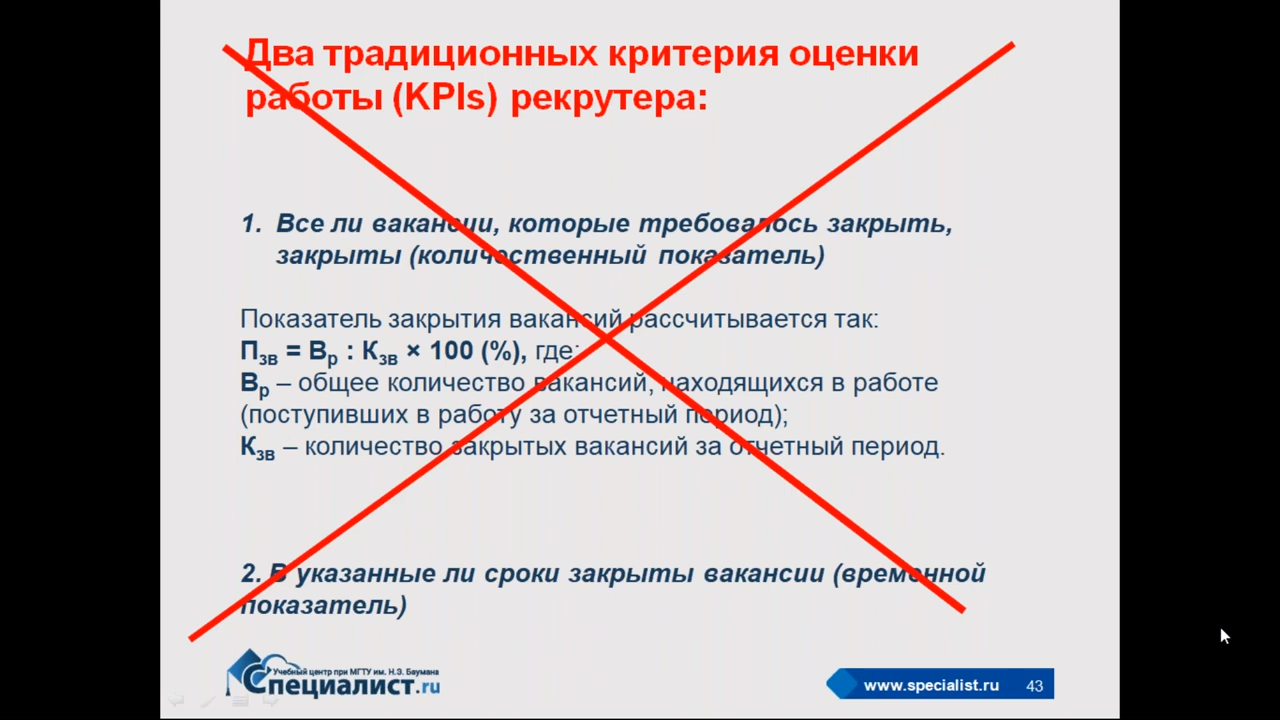 Два традиционных критерия оценки
работы (KPIs) рекрутера:
1. Все ли вакансии, которые требовалось закрыть,
закрыты (количественный показатель)
Показатель закрытия вакансий рассчитывается так:
Пзв = Вр : Кзв × 100 (%), где:
Вр – общее количество вакансий, находящихся в работе
(поступивших в работу за отчетный период);
Кзв – количество закрытых вакансий за отчетный период.
2. В указанные ли сроки закрыты вакансии (временной
показатель)
Учебный центр при МГТУ им. Н.Э. Баумана
Специалист.ru
www.specialist.ru 43